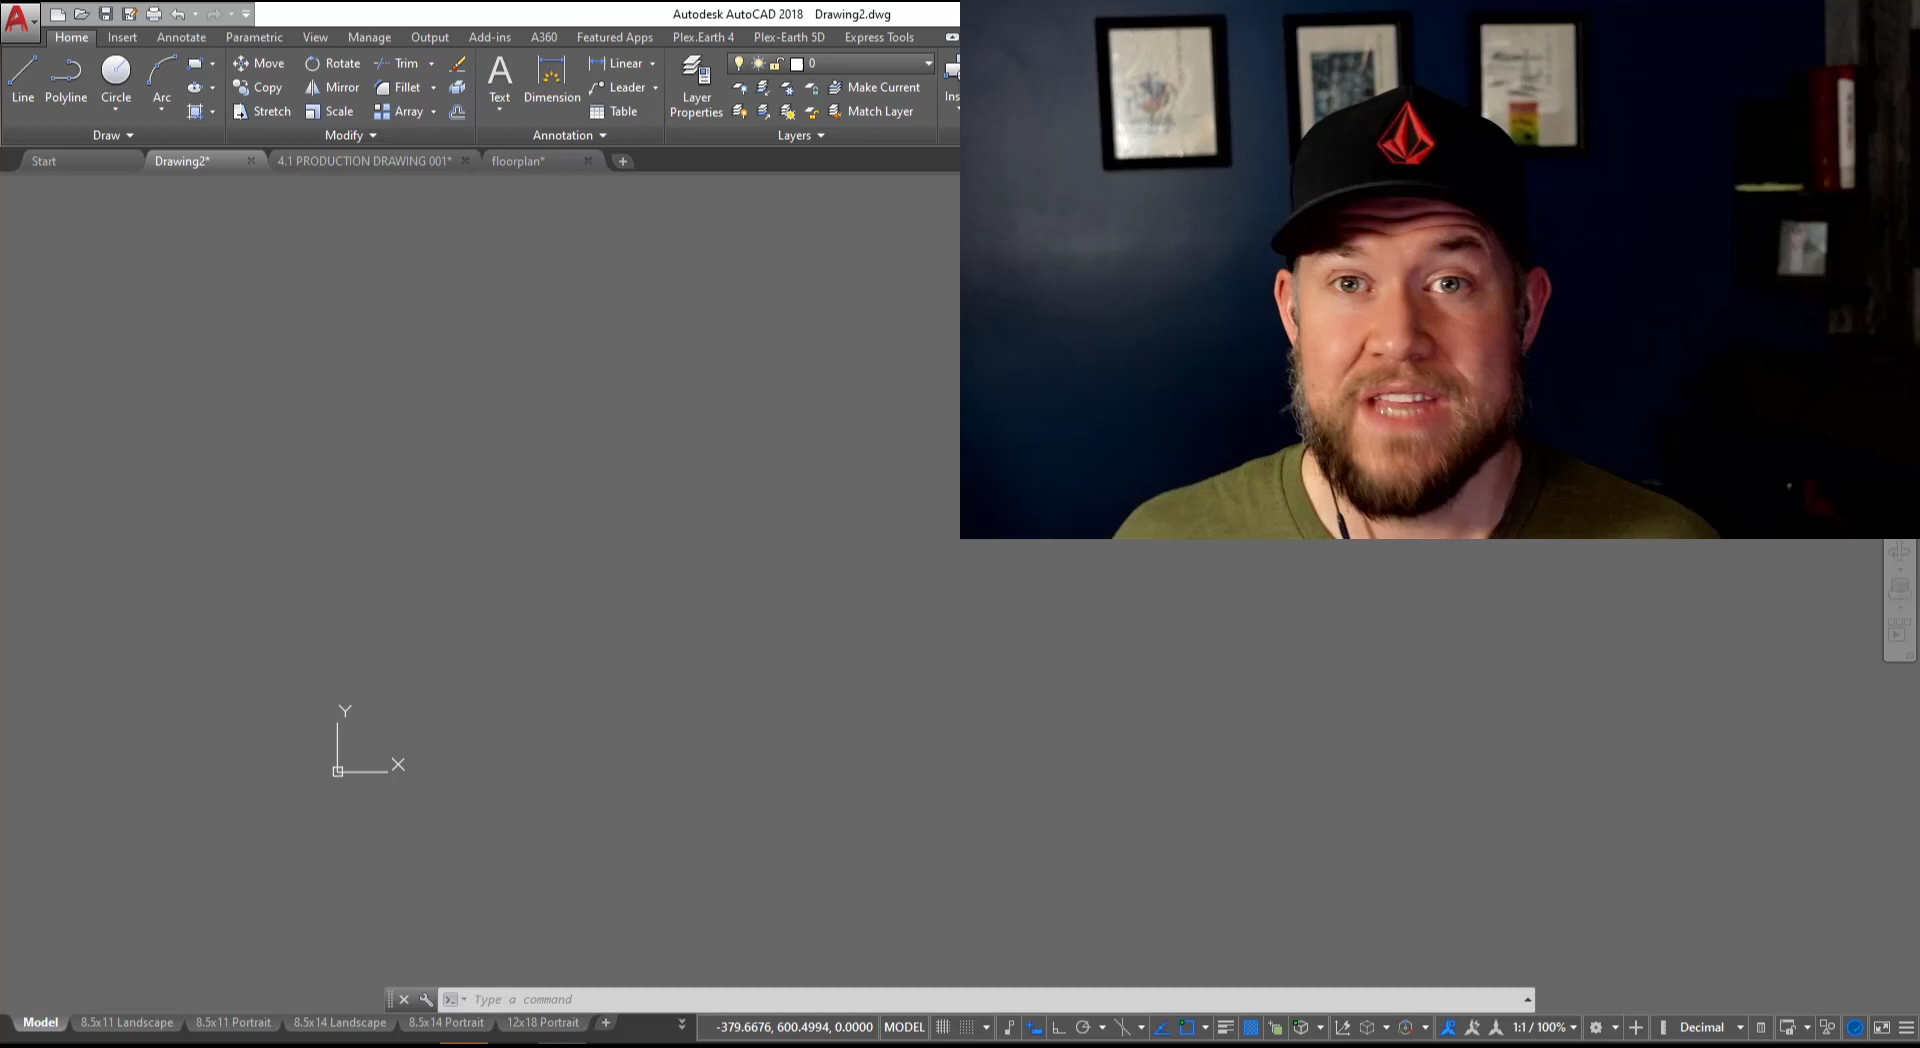 Autodesk AutoCAD 2018 Drawing2.dwg
Home Insert Annotate Parametric View Manage Output Add-ins A360 Featured Apps Plex.Earth 4 Plex-Earth 5D Express Tools
Line Polyline Circle Arc
Move Rotate Trim
Copy Mirror Fillet
Stretch Scale Array
Text Dimension
Linear
Leader
Table
Layer
Properties
0
Make Current
Match Layer
Ins
Draw Modify Annotation Layers
Start Drawing2* 4.1 PRODUCTION DRAWING 001* floorplan*
Y
X
Type a command
Model 8.5x11 Landscape 8.5x11 Portrait 8.5x14 Landscape 8.5x14 Portrait 12x18 Portrait
-379.6676, 600.4994, 0.0000 MODEL 1:1 / 100% Decimal